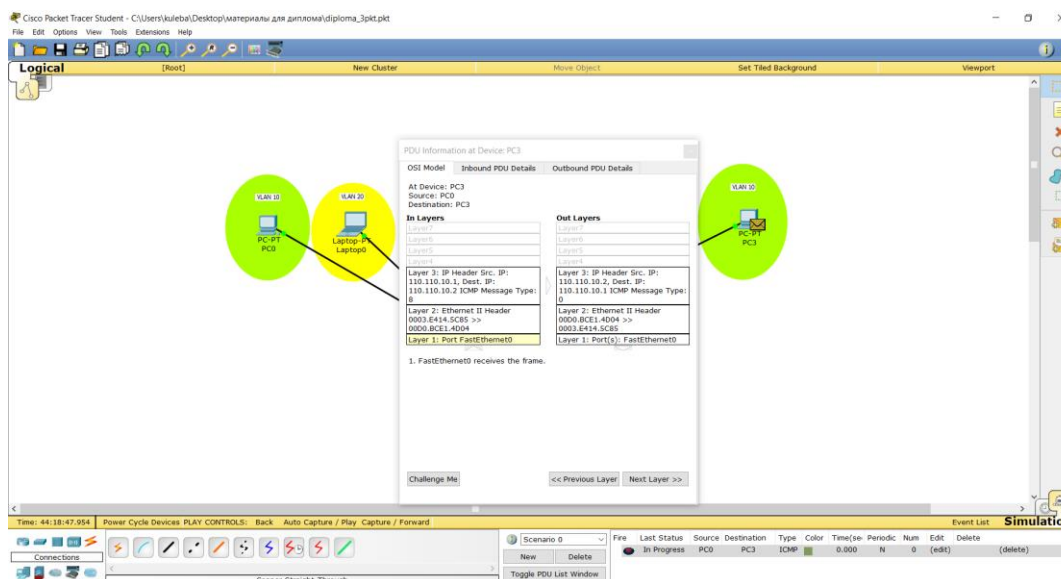 Cisco Packet Tracer Student - C:\Users\kuleba\Desktop\материалы для диплома\diploma_3pkt.pkt
File Edit Options View Tools Extensions Help
Logical [Root] New Cluster Move Object Set Tiled Background Viewport
VLAN 10
PC-PT
PC0
VLAN 20
Laptop-PT
Laptop0
PDU Information at Device: PC3
OSI Model Inbound PDU Details Outbound PDU Details
At Device: PC3
Source: PC0
Destination: PC3
In Layers
Layer7
Layer6
Layer5
Layer4
Layer 3: IP Header Src. IP:
110.110.10.1, Dest. IP:
110.110.10.2 ICMP Message Type:
8
Layer 2: Ethernet II Header
0003.E414.5C85 >>
00D0.BCE1.4D04
Layer 1: Port FastEthernet0
Out Layers
Layer7
Layer6
Layer5
Layer4
Layer 3: IP Header Src. IP:
110.110.10.2, Dest. IP:
110.110.10.1 ICMP Message Type:
0
Layer 2: Ethernet II Header
00D0.BCE1.4D04 >>
0003.E414.5C85
Layer 1: Port(s): FastEthernet0
1. FastEthernet0 receives the frame.
Challenge Me << Previous Layer Next Layer >>
VLAN 10
PC-PT
PC3
Time: 44:18:47.954 Power Cycle Devices PLAY CONTROLS: Back Auto Capture / Play Capture / Forward Event List Simulatio
Connections
Scenario 0
New Delete
Toggle PDU List Window
Fire Last Status Source Destination Type Color Time(sec Periodic Num Edit Delete
In Progress PC0 PC3 ICMP 0.000 N 0 (edit) (delete)